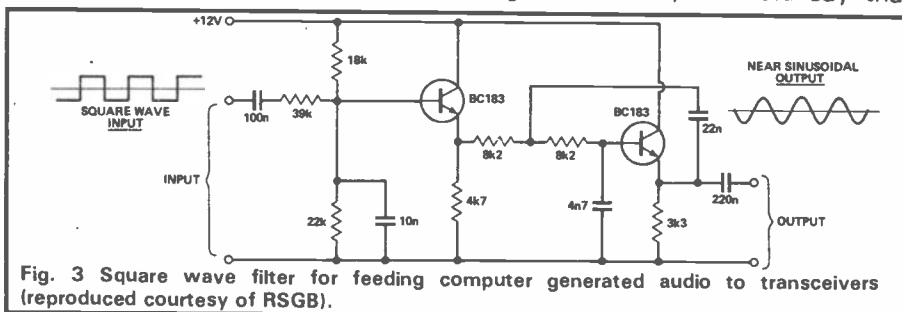 +12V
18k
BC183
NEAR SINUSOIDAL
OUTPUT
SQUARE WAVE
INPUT
100n
39k
BC183
22n
8k2
8k2
INPUT
22k
10n
4k7
4n7
3k3
220n
OUTPUT
Fig. 3 Square wave filter for feeding computer generated audio to transceivers
(reproduced courtesy of RSGB).